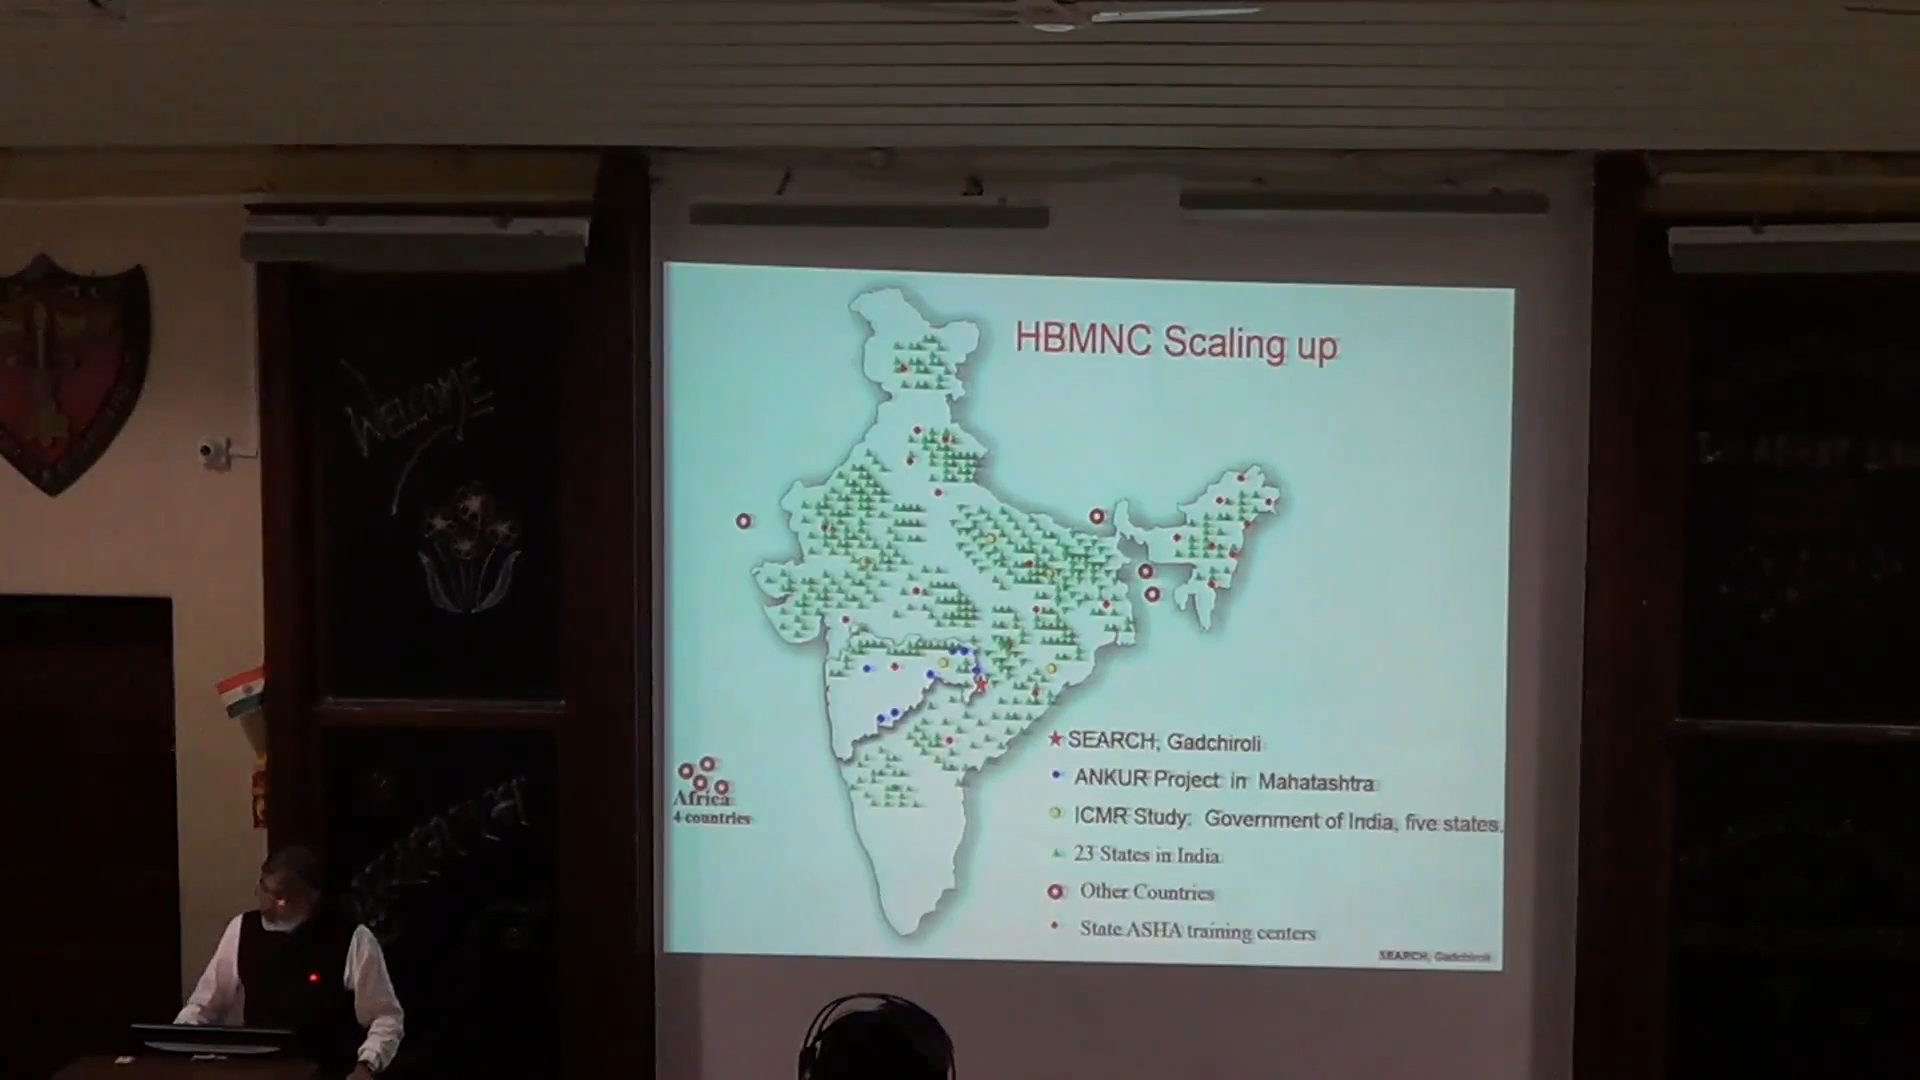 WELCOME
HBMNC Scaling up
Africa
4 countries
SEARCH, Gadchiroli
ANKUR Project in Mahatashtra
ICMR Study: Government of India, five states.
23 States in India
Other Countries
State ASHA training centers
SEARCH, Gadchiroli